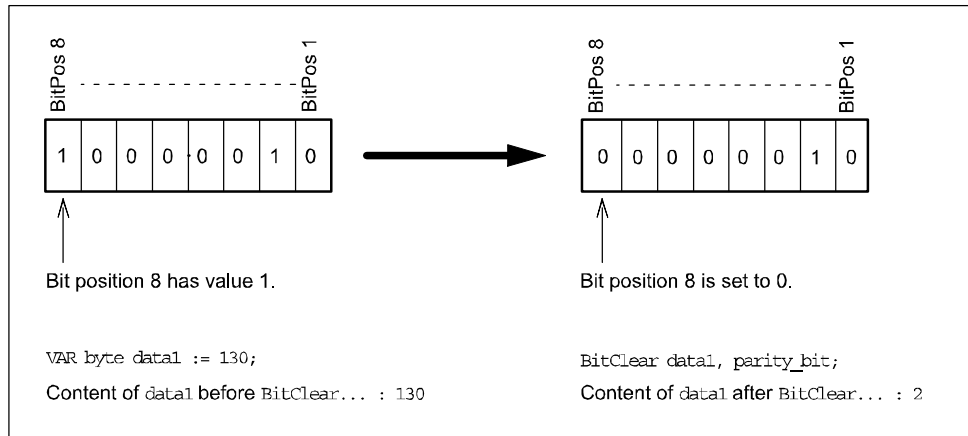 BitPos 8
BitPos 1
1 0 0 0 0 0 1 0
Bit position 8 has value 1.
VAR byte data1 := 130;
Content of data1 before BitClear... : 130
BitPos 8
BitPos 1
0 0 0 0 0 0 1 0
Bit position 8 is set to 0.
BitClear data1, parity_bit;
Content of data1 after BitClear... : 2